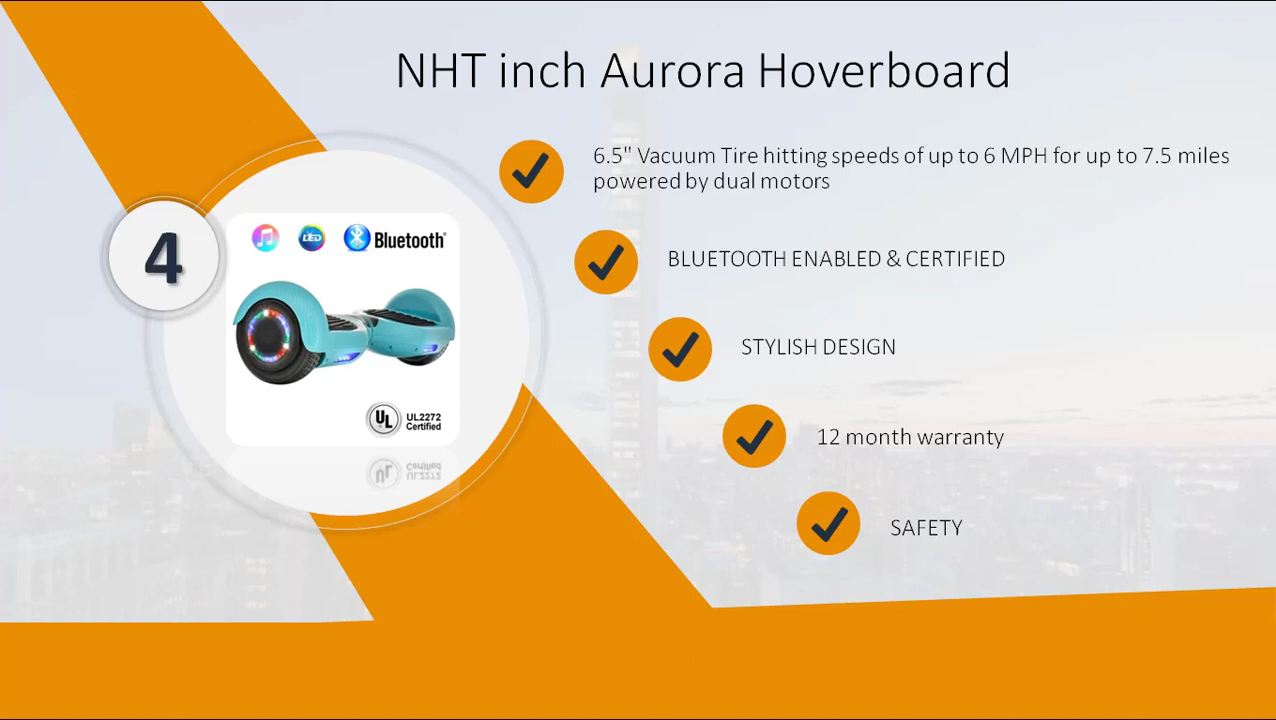 NHT inch Aurora Hoverboard
6.5" Vacuum Tire hitting speeds of up to 6 MPH for up to 7.5 miles
powered by dual motors
4
LED
Bluetooth®
BLUETOOTH ENABLED & CERTIFIED
STYLISH DESIGN
12 month warranty
UL
UL2272
Certified
SAFETY